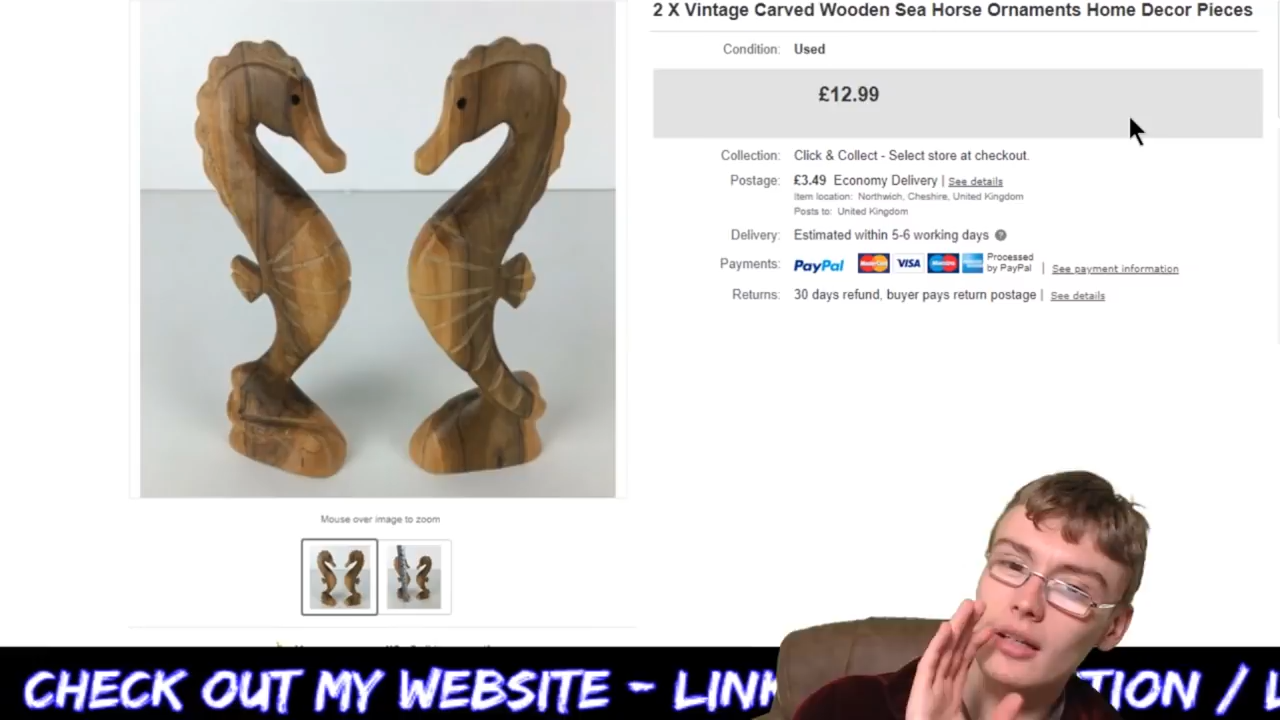 2 X Vintage Carved Wooden Sea Horse Ornaments Home Decor Pieces
Condition: Used
£12.99
Collection: Click & Collect - Select store at checkout.
Postage: £3.49 Economy Delivery | See details
Item location: Northwich, Cheshire, United Kingdom
Posts to: United Kingdom
Delivery: Estimated within 5-6 working days ?
Payments: PayPal MasterCard VISA Maestro Processed by PayPal | See payment information
Returns: 30 days refund, buyer pays return postage | See details
Mouse over image to zoom
CHECK OUT MY WEBSITE - LINK TION / L